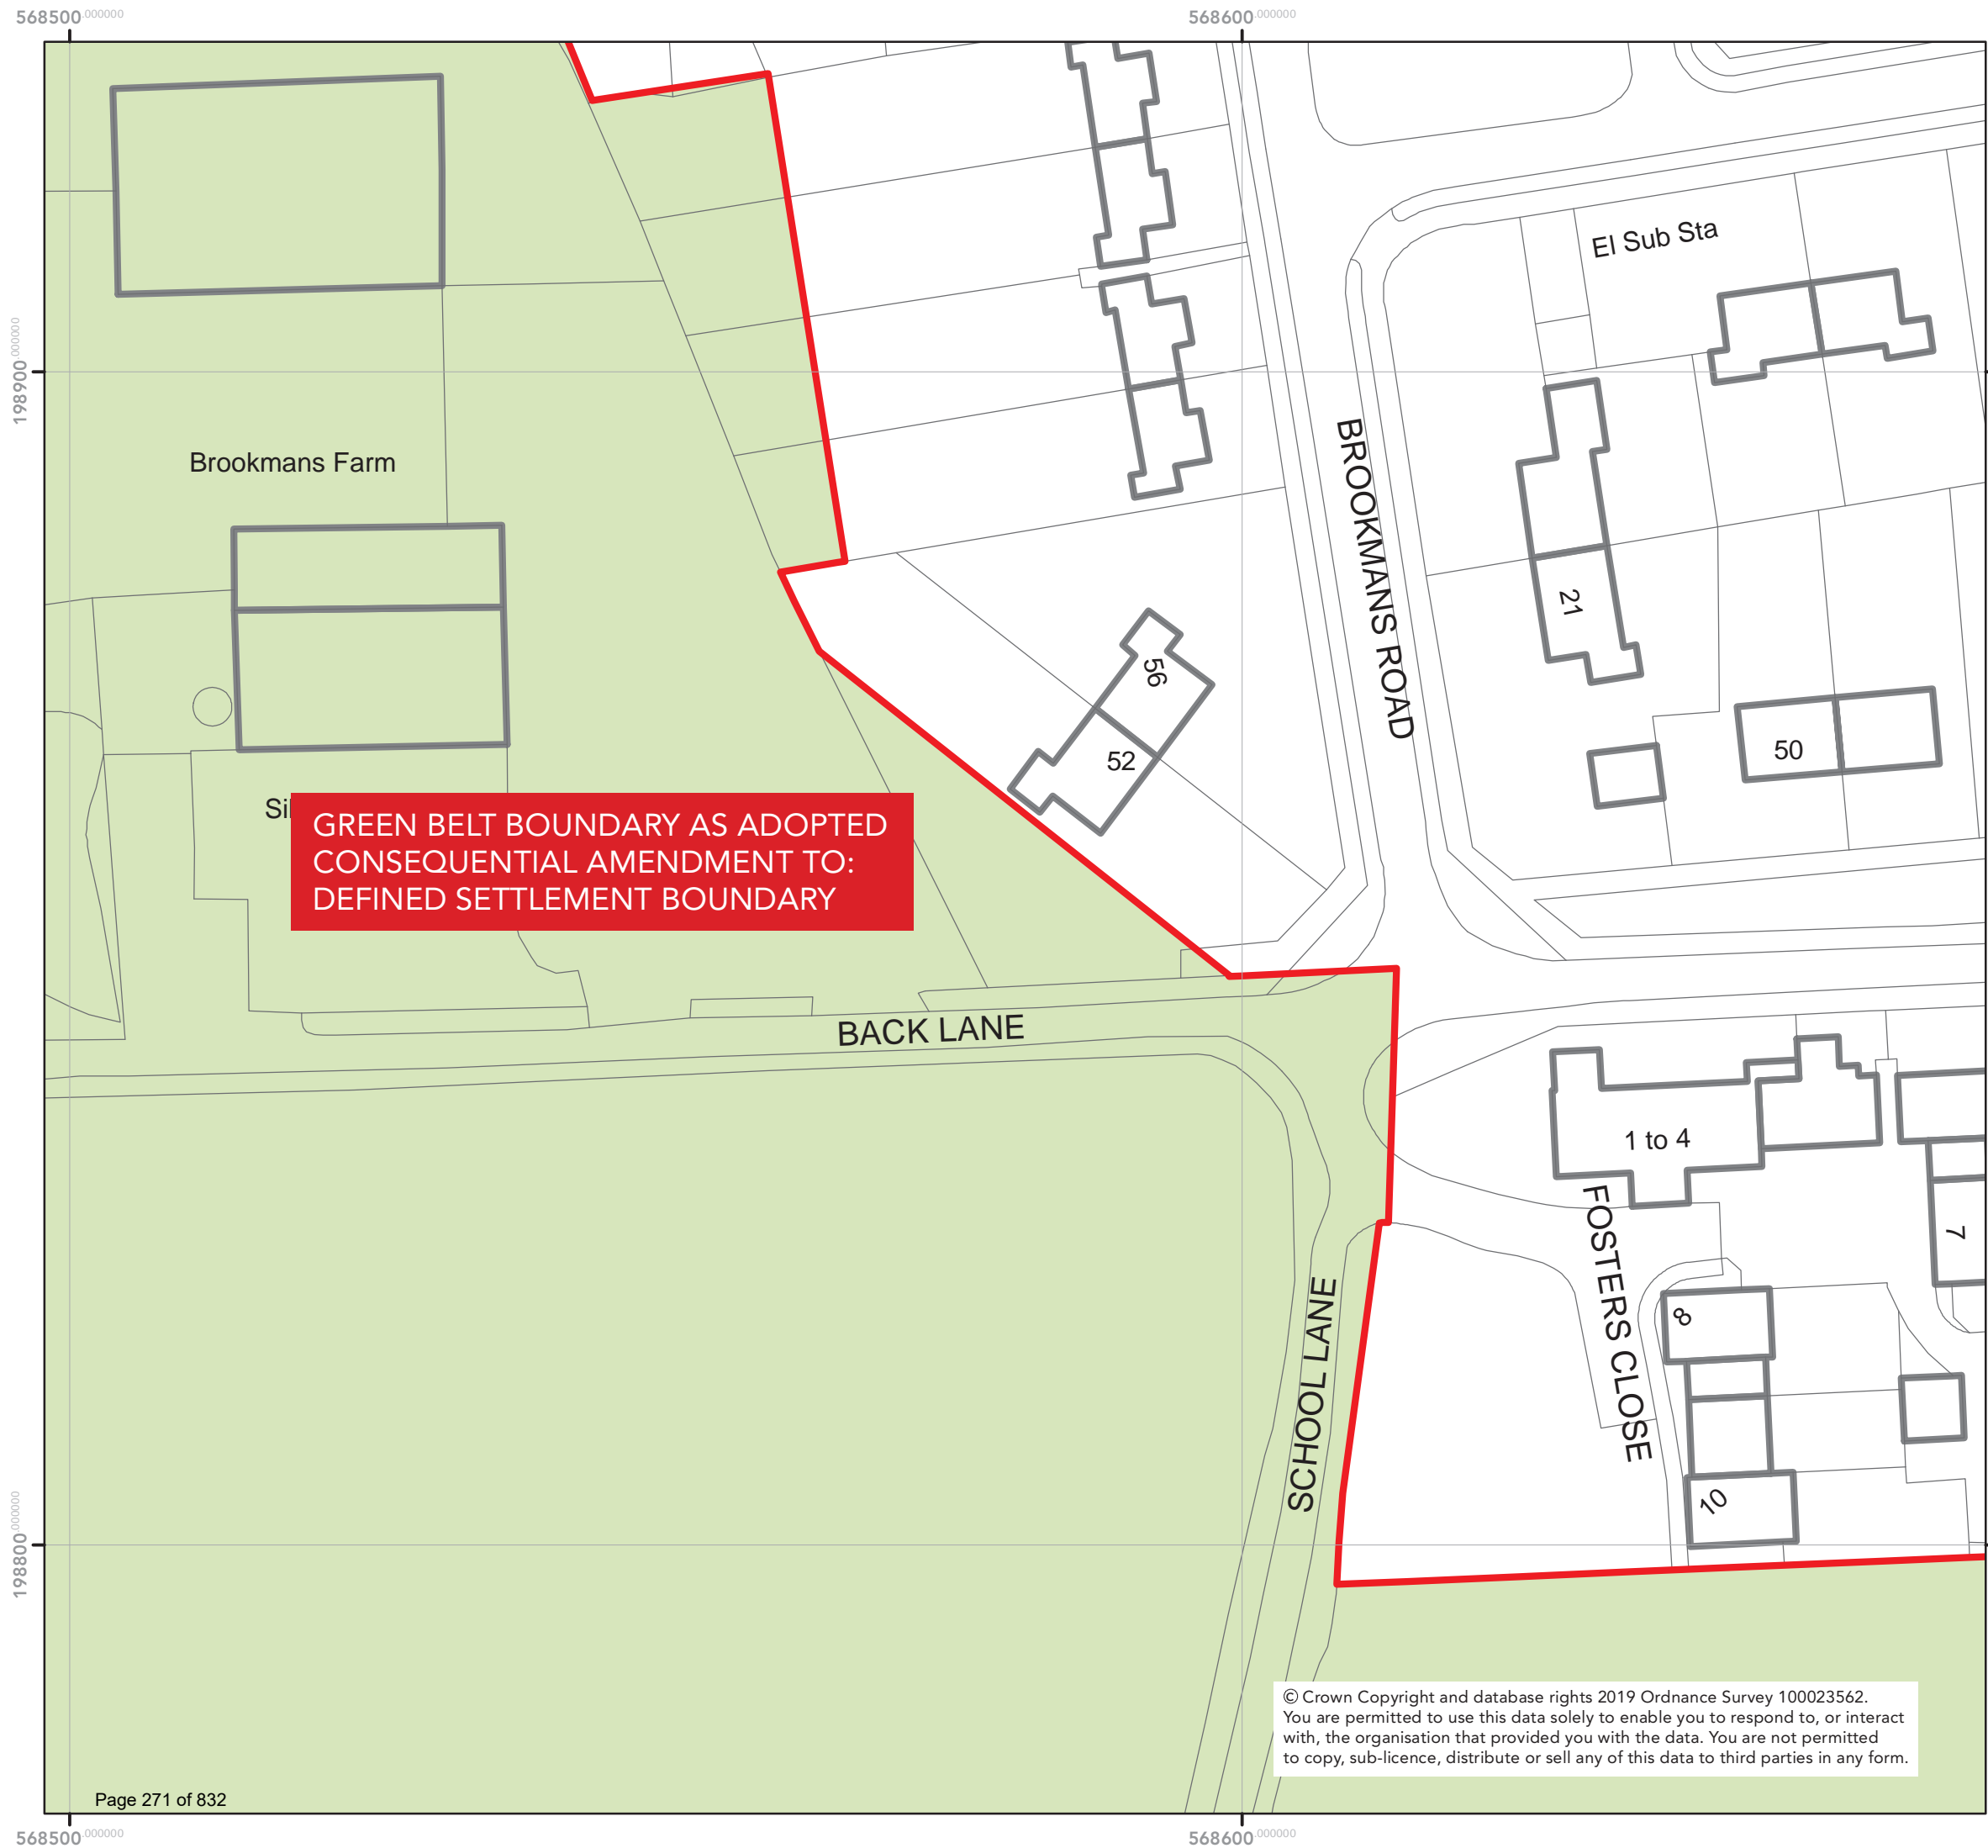 568500.000000
568600.000000
El Sub Sta
198900.000000
BROOKMANS ROAD
Brookmans Farm
21
56
52
50
GREEN BELT BOUNDARY AS ADOPTED
CONSEQUENTIAL AMENDMENT TO:
DEFINED SETTLEMENT BOUNDARY
BACK LANE
1 to 4
FOSTERS CLOSE
7
SCHOOL LANE
8
10
198800.000000
© Crown Copyright and database rights 2019 Ordnance Survey 100023562.
You are permitted to use this data solely to enable you to respond to, or interact
with, the organisation that provided you with the data. You are not permitted
to copy, sub-licence, distribute or sell any of this data to third parties in any form.
Page 271 of 832
568500.000000
568600.000000